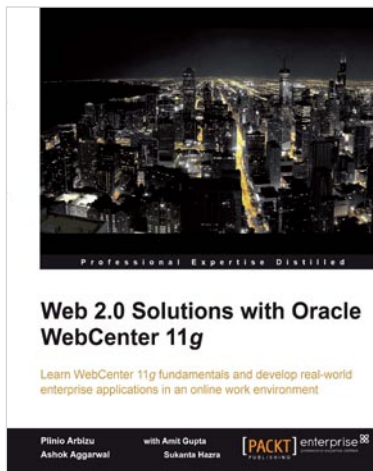 Professional Expertise Distilled
Web 2.0 Solutions with Oracle
WebCenter 11g
Learn WebCenter 11g fundamentals and develop real-world
enterprise applications in an online work environment
Plinio Arbizu with Amit Gupta
Ashok Aggarwal Sukanta Hazra
[PACKT] enterprise
PUBLISHING